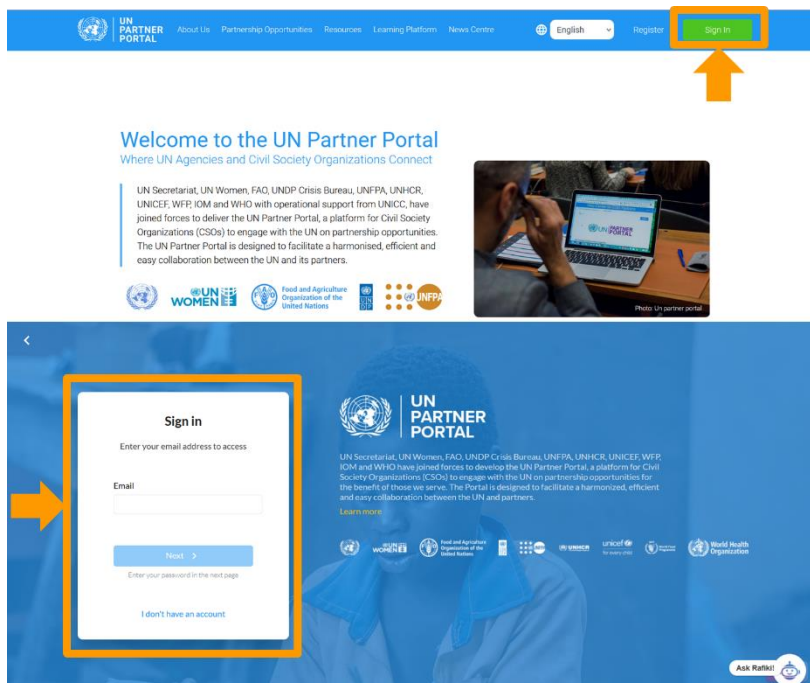 UN
PARTNER
PORTAL
About Us Partnership Opportunities Resources Learning Platform News Centre
English
Register
Sign In
Welcome to the UN Partner Portal
Where UN Agencies and Civil Society Organizations Connect
UN Secretariat, UN Women, FAO, UNDP Crisis Bureau, UNFPA, UNHCR,
UNICEF, WFP, IOM and WHO with operational support from UNICC, have
joined forces to deliver the UN Partner Portal, a platform for Civil Society
Organizations (CSOs) to engage with the UN on partnership opportunities.
The UN Partner Portal is designed to facilitate a harmonised, efficient and
easy collaboration between the UN and its partners.
UN
WOMEN
Food and Agriculture
Organization of the
United Nations
UNFPA
UN PARTNER
PORTAL
Photo: Un partner portal
Sign in
Enter your email address to access
Email
Next >
Enter your password in the next page
I don't have an account
UN
PARTNER
PORTAL
UN Secretariat, UN Women, FAO, UNDP Crisis Bureau, UNFPA, UNHCR, UNICEF, WFP,
IOM and WHO have joined forces to develop the UN Partner Portal, a platform for Civil
Society Organizations (CSOs) to engage with the UN on partnership opportunities for
the benefit of those we serve. The Portal is designed to facilitate a harmonized, efficient
and easy collaboration between the UN and partners.
Learn more
UN
WOMEN
Food and Agriculture
Organization of the
United Nations
UNHCR
unicef
for every child
World Health
Organization
Ask Rafiki!